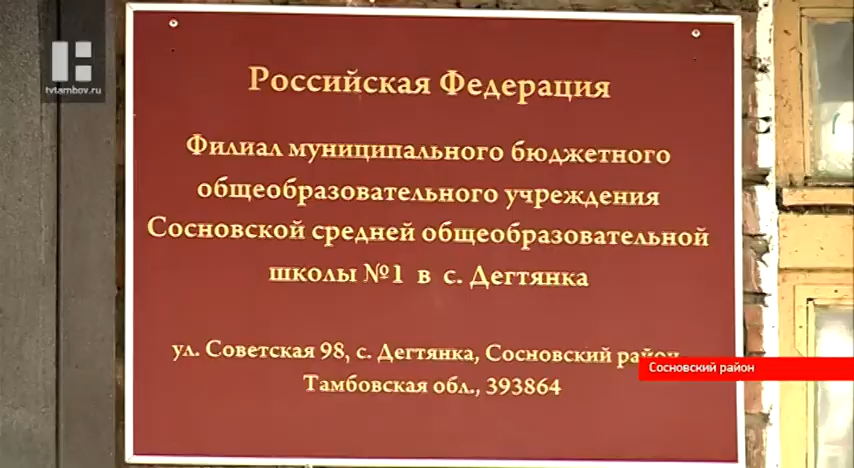 tvtambov.ru
Российская Федерация
Филиал муниципального бюджетного
общеобразовательного учреждения
Сосновской средней общеобразовательной
школы №1 в с. Дегтянка
ул. Советская 98, с. Дегтянка, Сосновский район,
Тамбовская обл., 393864
Сосновский район